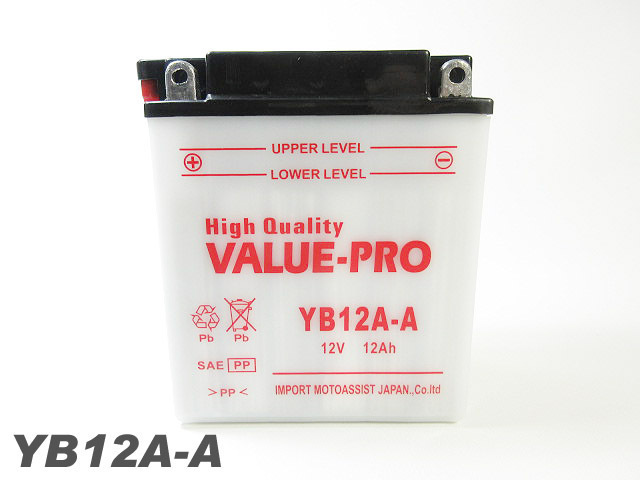 UPPER LEVEL
LOWER LEVEL
High Quality
VALUE-PRO
YB12A-A
12V 12Ah
Pb Pb
SAE PP
>PP<
IMPORT MOTOASSIST JAPAN.,Co.ltd
YB12A-A